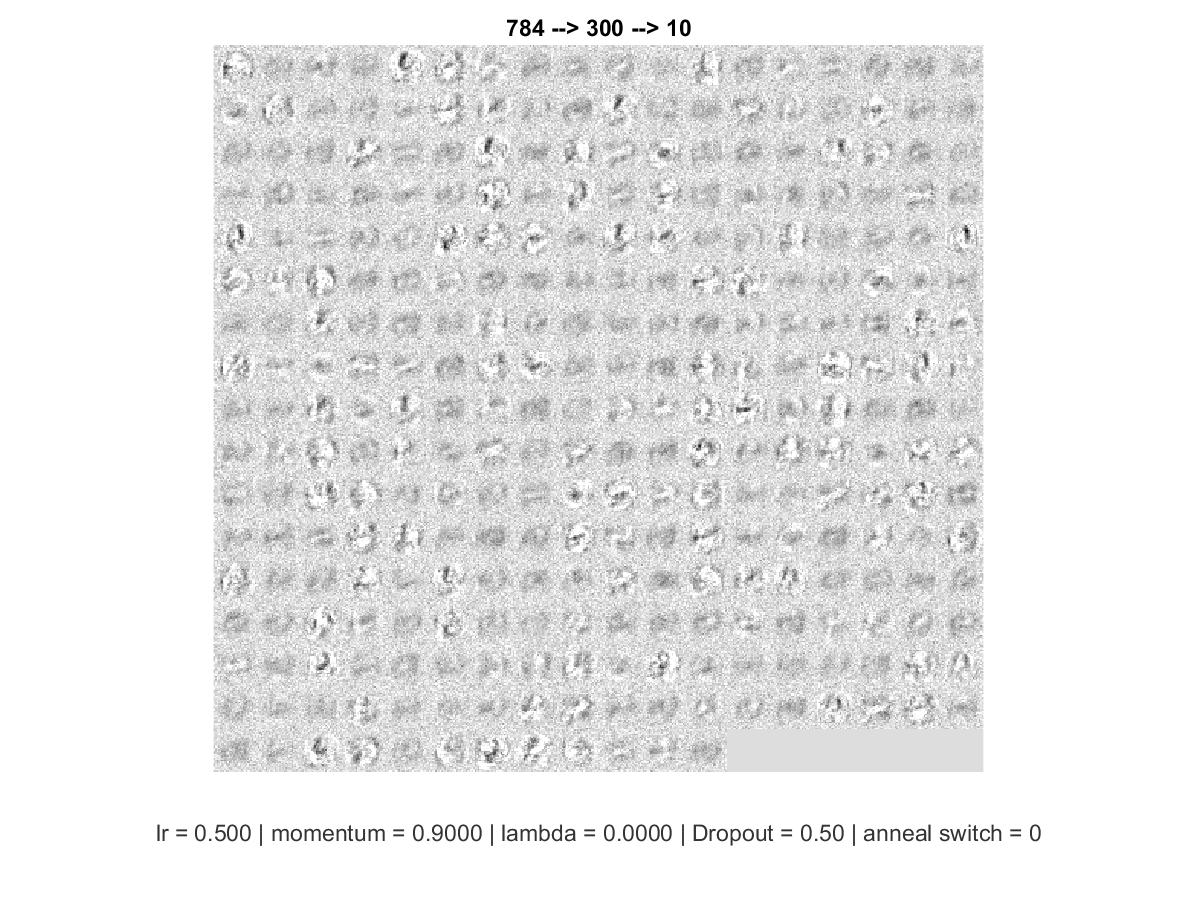 784 --> 300 --> 10
lr = 0.500 | momentum = 0.9000 | lambda = 0.0000 | Dropout = 0.50 | anneal switch = 0